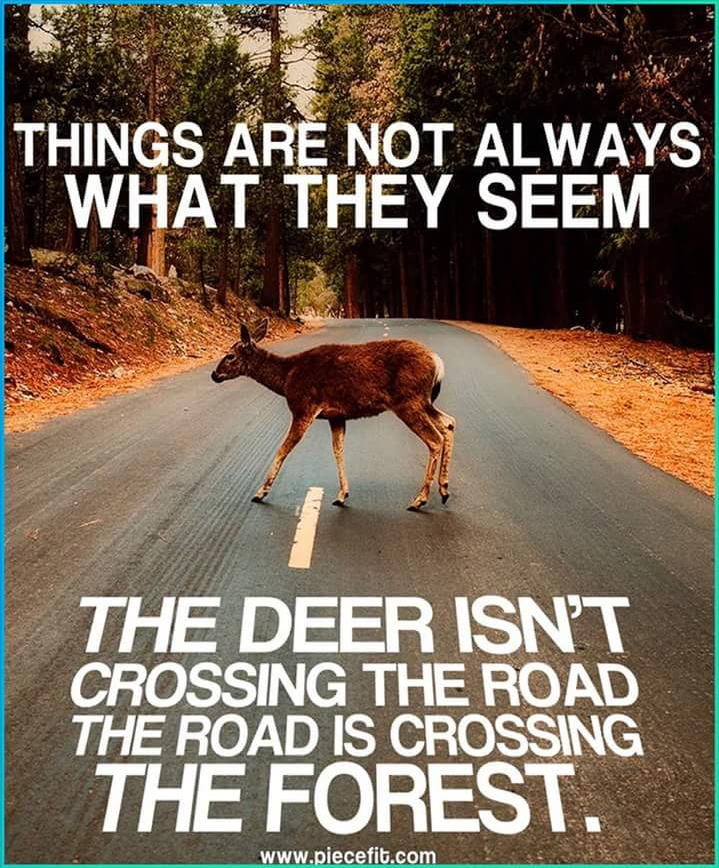 THINGS ARE NOT ALWAYS
WHAT THEY SEEM
THE DEER ISN'T
CROSSING THE ROAD
THE ROAD IS CROSSING
THE FOREST.
www.piecefit.com